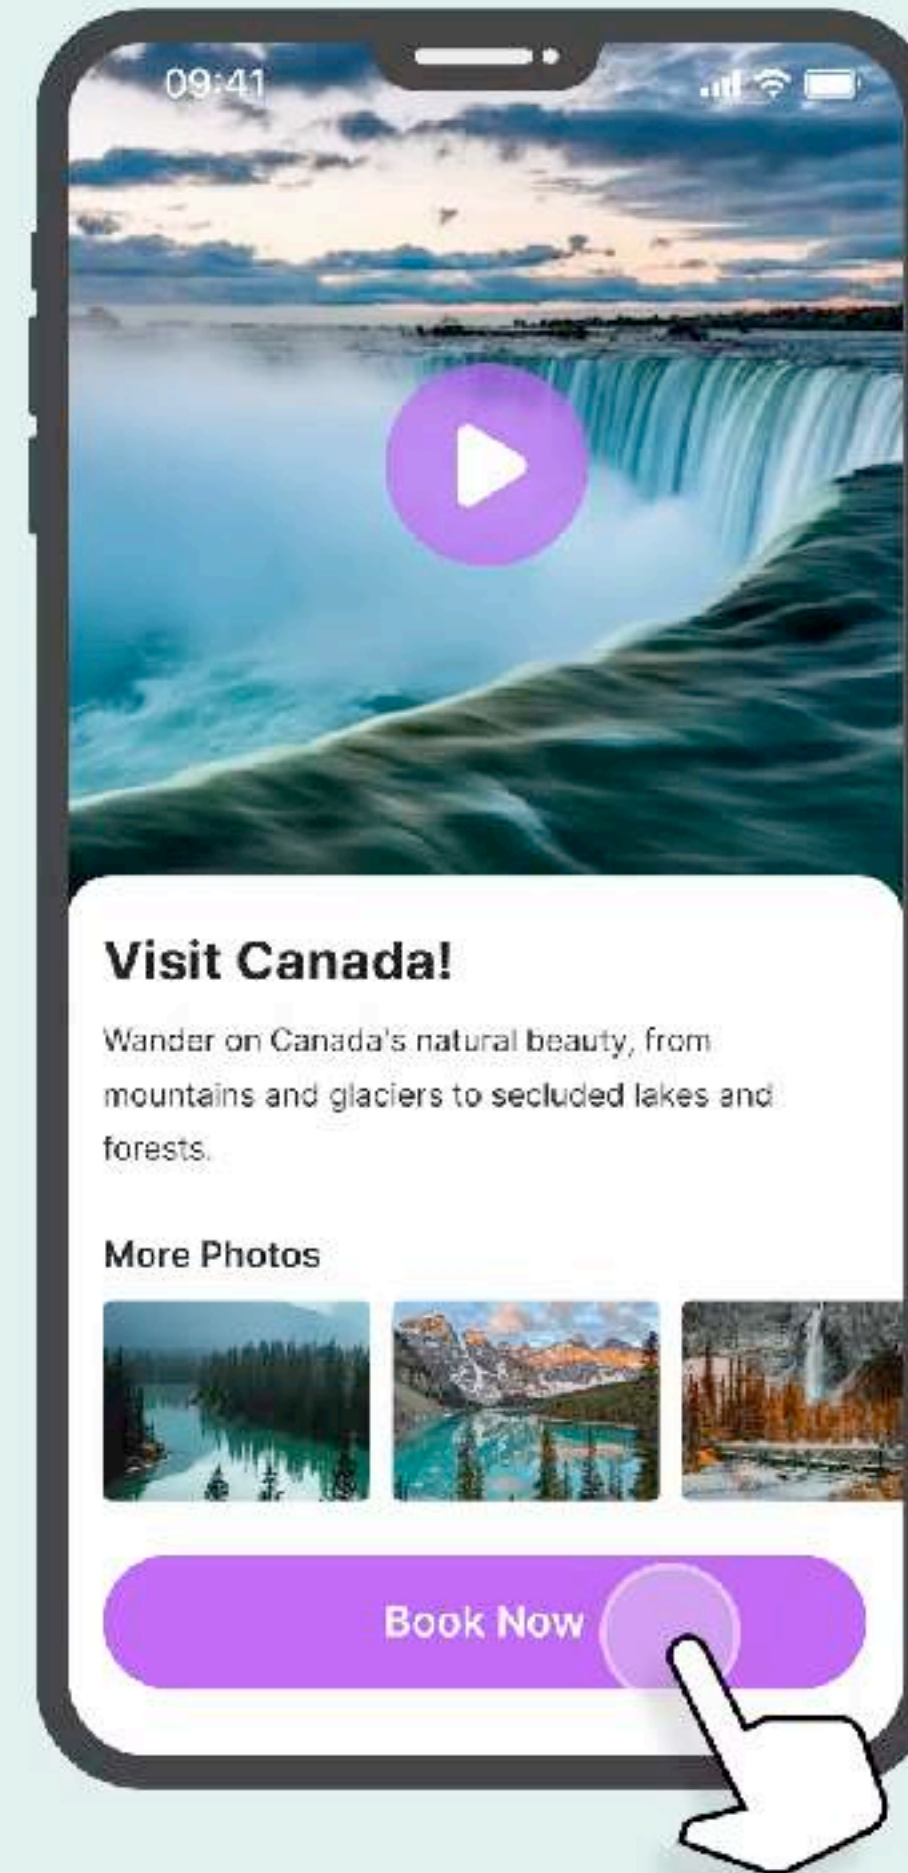 09:41
Visit Canada!
Wander on Canada's natural beauty, from
mountains and glaciers to secluded lakes and
forests.
More Photos
Book Now